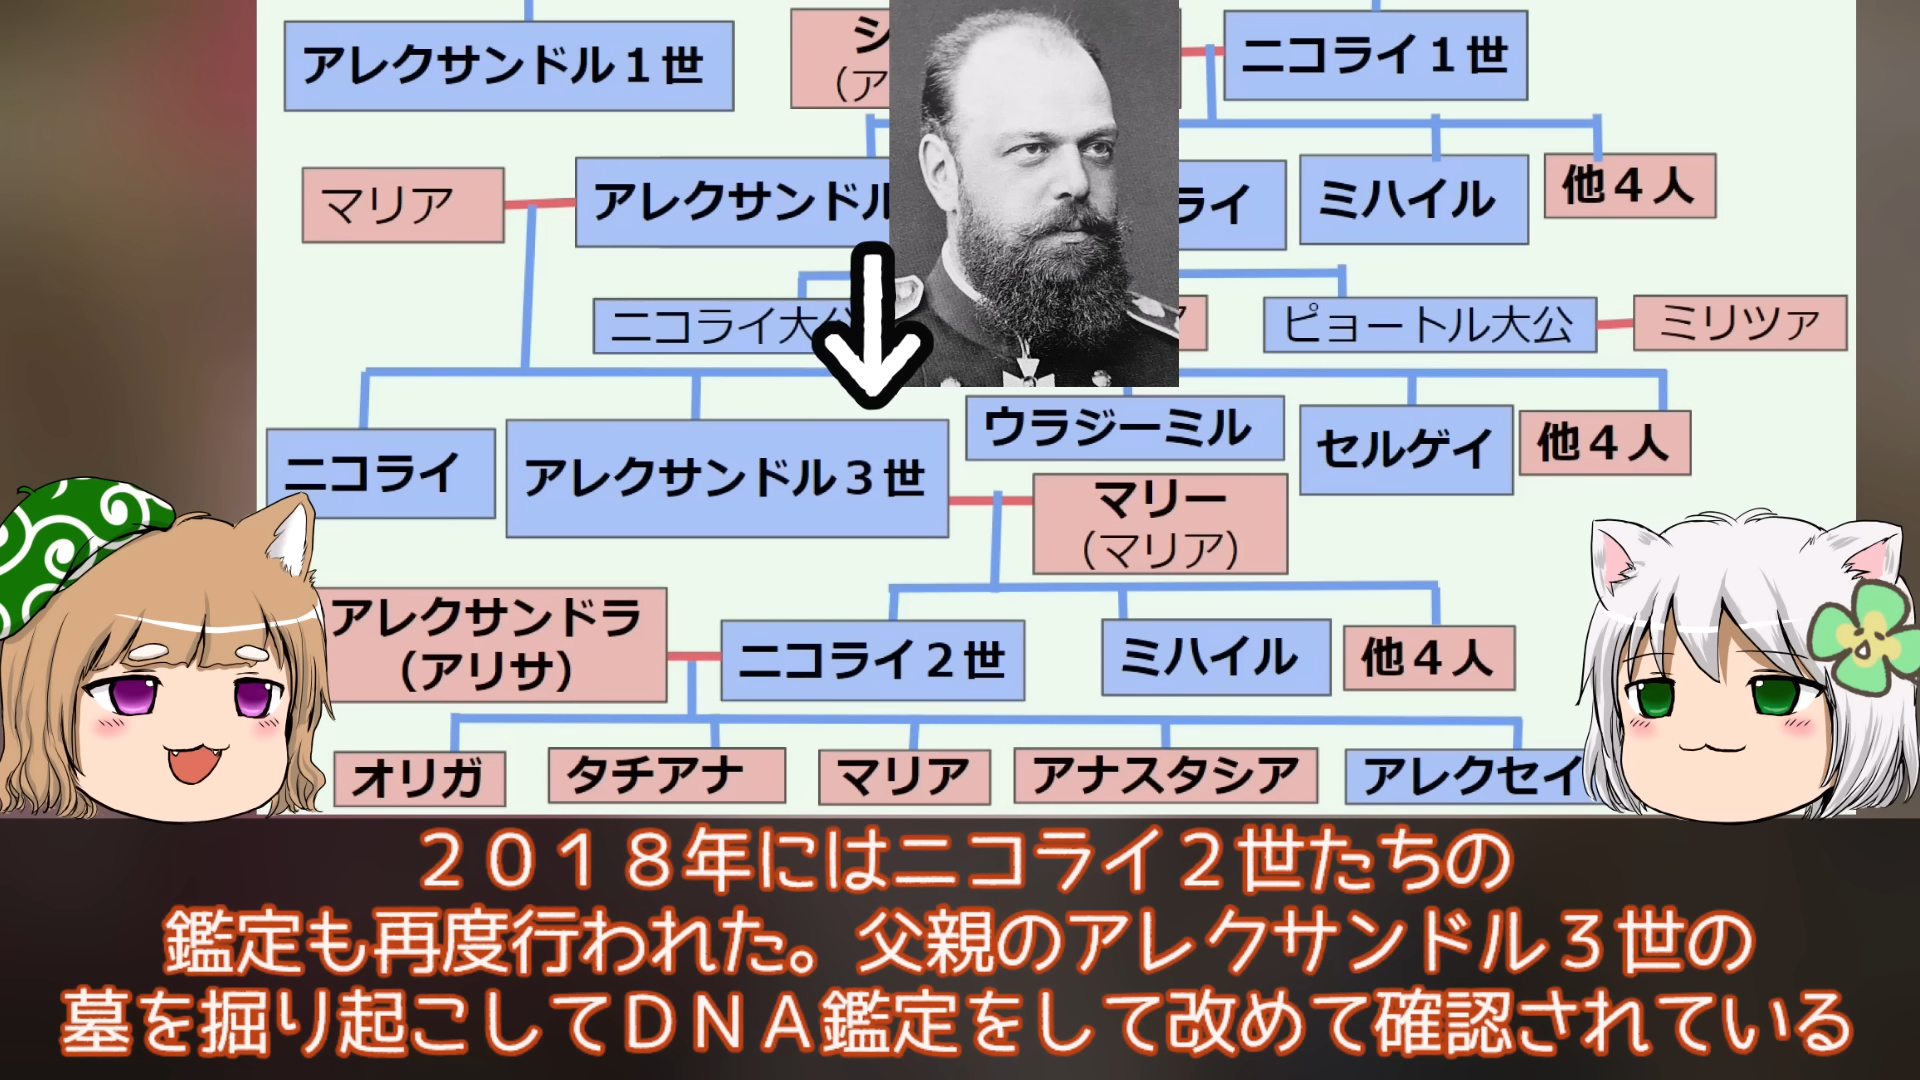 アレクサンドル１世
シ
（ア
ニコライ１世
マリア
アレクサンドル
ライ
ミハイル
他４人
ニコライ大公
ピョートル大公
ミリツァ
ニコライ
アレクサンドル３世
ウラジーミル
セルゲイ
他４人
マリー
（マリア）
アレクサンドラ
（アリサ）
ニコライ２世
ミハイル
他４人
オリガ
タチアナ
マリア
アナスタシア
アレクセイ
２０１８年にはニコライ２世たちの
鑑定も再度行われた。父親のアレクサンドル３世の
墓を掘り起こしてＤＮＡ鑑定をして改めて確認されている